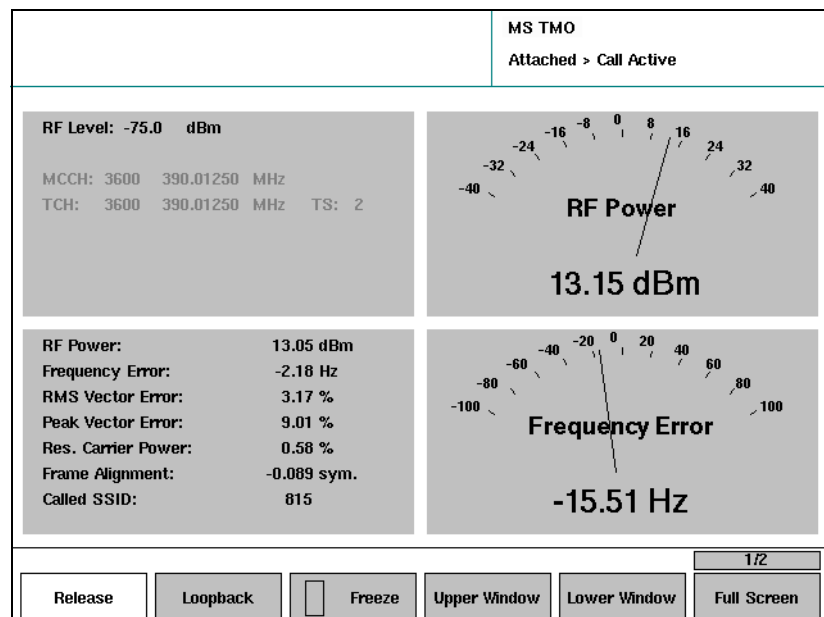 MS TMO
Attached > Call Active
RF Level: -75.0 dBm
MCCH: 3600 390.01250 MHz
TCH: 3600 390.01250 MHz TS: 2
-40 -32 -24 -16 -8 0 8 16 24 32 40
RF Power
13.15 dBm
RF Power: 13.05 dBm
Frequency Error: -2.18 Hz
RMS Vector Error: 3.17 %
Peak Vector Error: 9.01 %
Res. Carrier Power: 0.58 %
Frame Alignment: -0.089 sym.
Called SSID: 815
-100 -80 -60 -40 -20 0 20 40 60 80 100
Frequency Error
-15.51 Hz
1/2
Release Loopback Freeze Upper Window Lower Window Full Screen